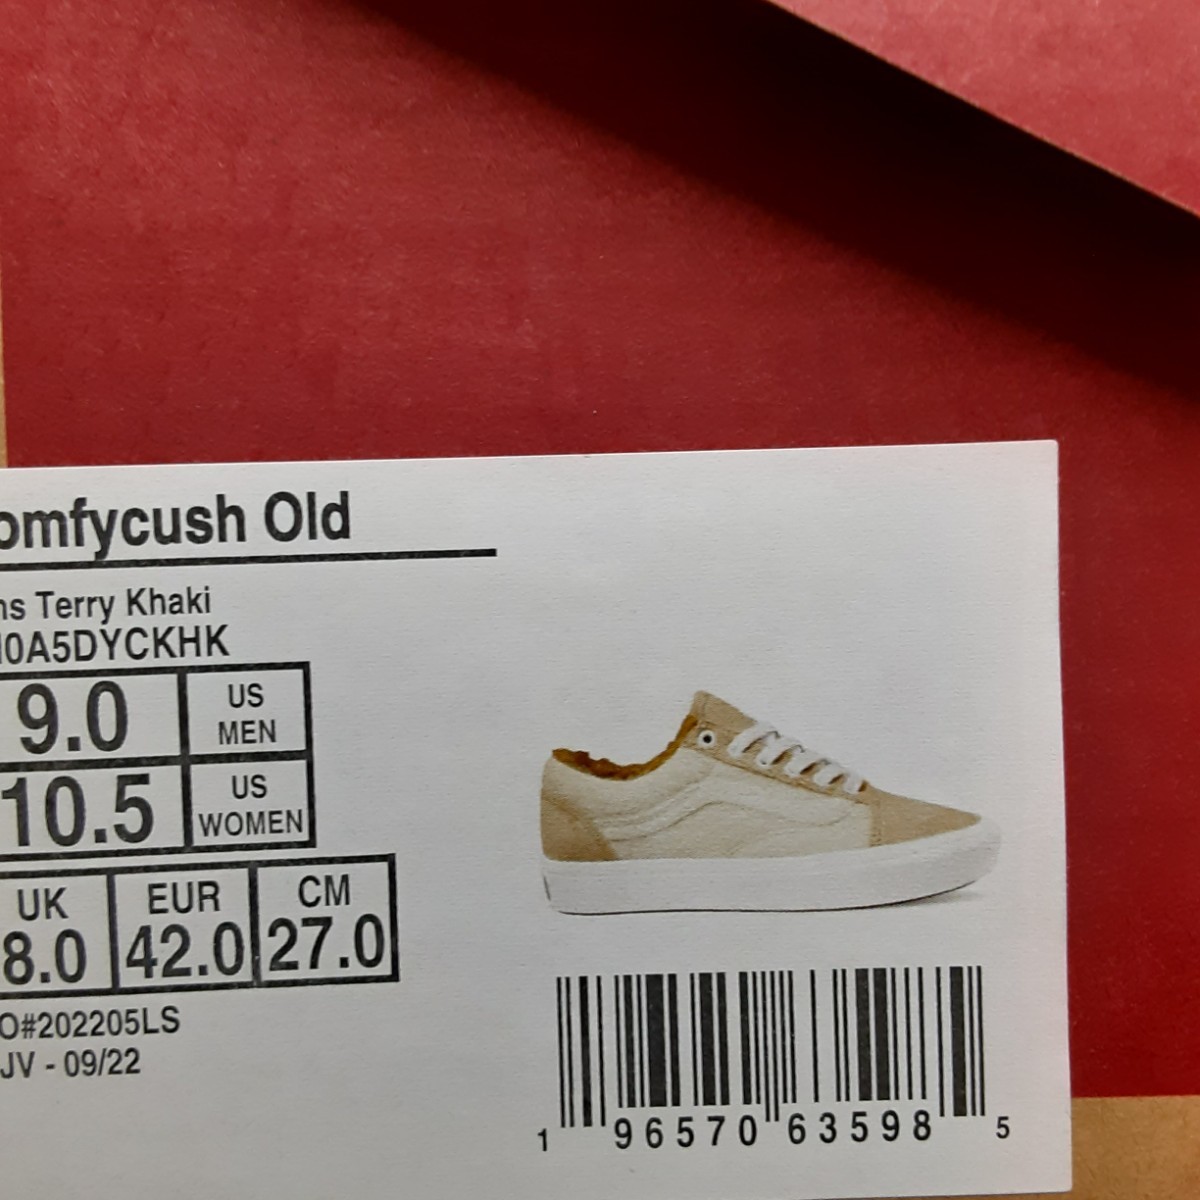 omfycush Old
ns Terry Khaki
0A5DYCKHK
9.0 US MEN
10.5 US WOMEN
UK EUR CM
8.0 42.0 27.0
O#202205LS
JV - 09/22
1 96570 63598 5